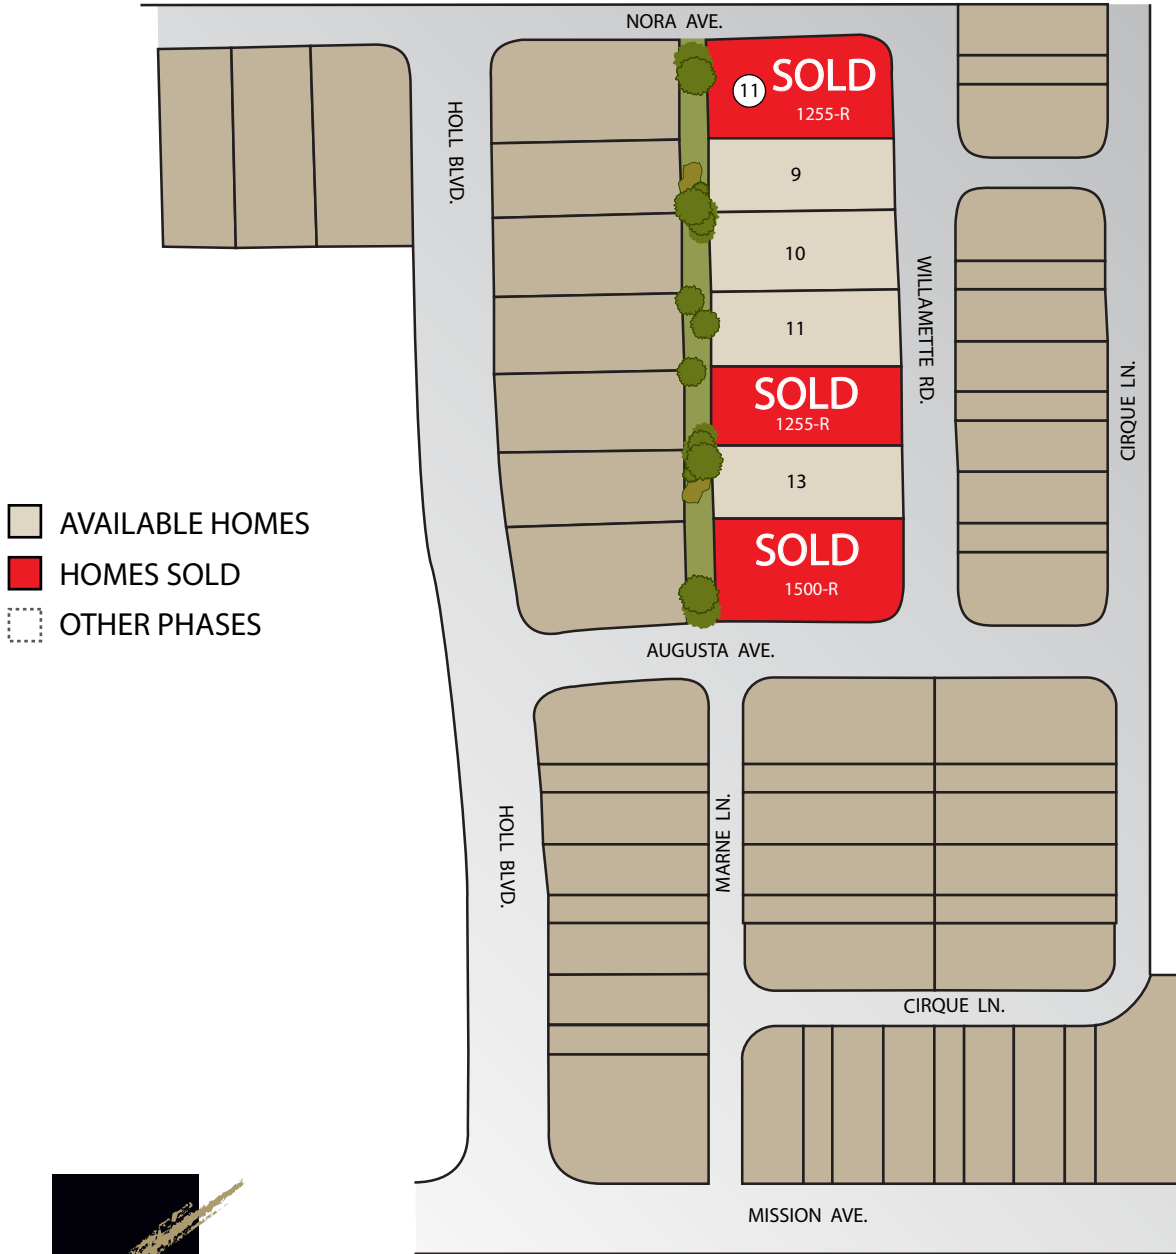 NORA AVE.
11 SOLD
1255-R
HOLL BLVD.
9
10
WILLAMETTE RD.
11
CIRQUE LN.
SOLD
1255-R
13
AVAILABLE HOMES
SOLD
HOMES SOLD
1500-R
OTHER PHASES
AUGUSTA AVE.
HOLL BLVD.
MARNE LN.
CIRQUE LN.
MISSION AVE.